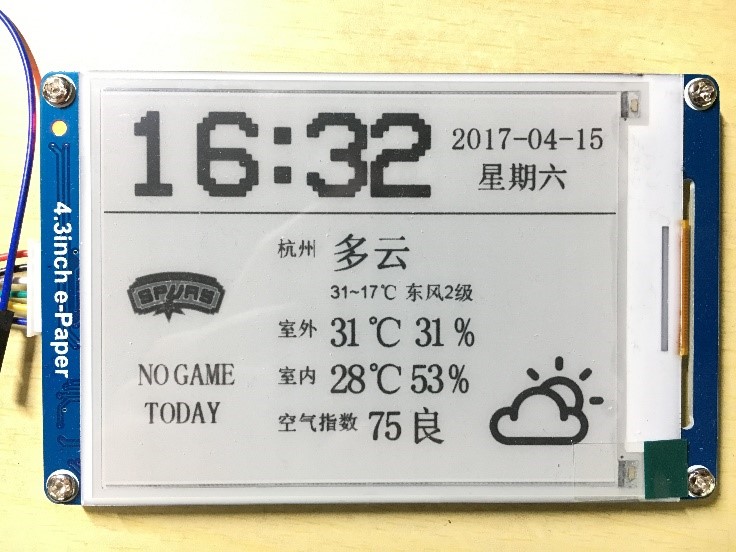 16:32
2017-04-15
星期六
杭州 多云
31~17℃ 东风2级
SPURS
室外 31℃ 31%
NO GAME
TODAY
室内 28℃ 53%
空气指数 75 良
4.3inch e-Paper